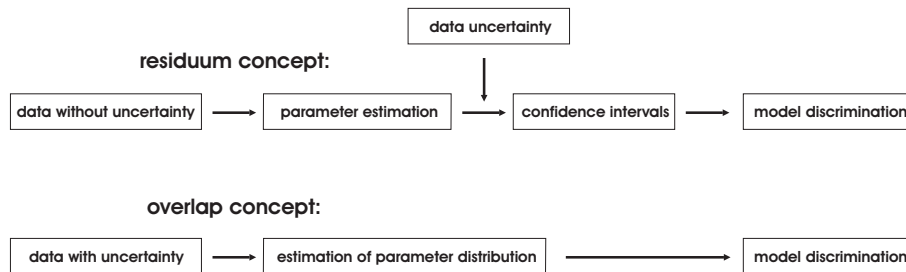 data uncertainty
residuum concept:
data without uncertainty
parameter estimation
confidence intervals
model discrimination
overlap concept:
data with uncertainty
estimation of parameter distribution
model discrimination